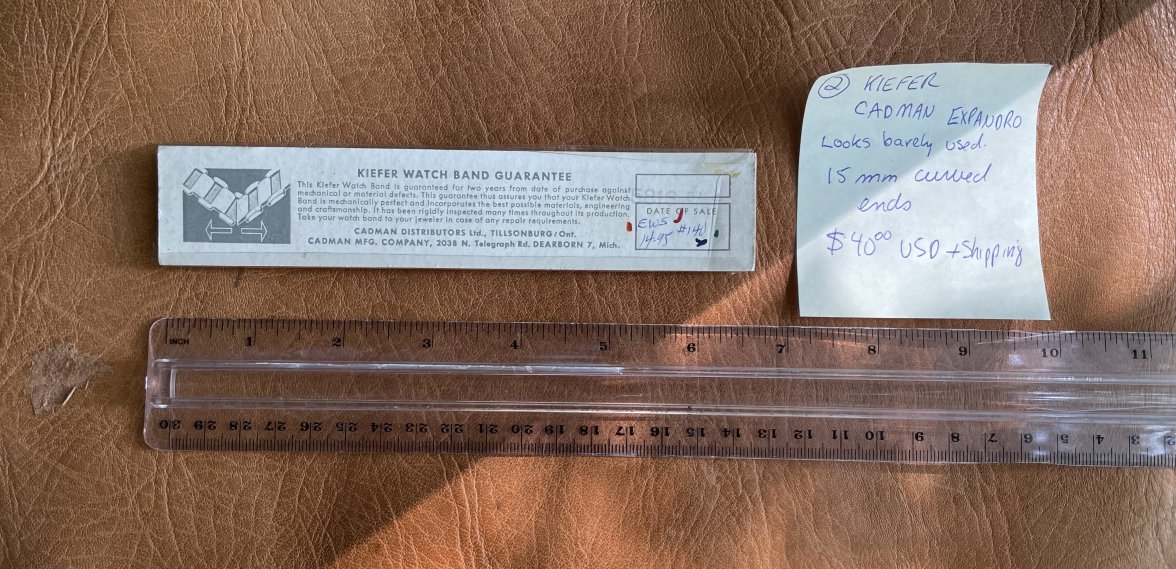 KIEFER WATCH BAND GUARANTEE
This Kiefer Watch Band is guaranteed for two years from date of purchase against
mechanical or material defects. This guarantee thus assures you that your Kiefer Watch
Band is mechanically perfect and incorporates the best possible materials, engineering
and craftsmanship. It has been rigidly inspected many times throughout its production.
Take your watch band to your jeweler in case of any repair requirements.
CADMAN DISTRIBUTORS Ltd., TILLSONBURG/Ont.
CADMAN MFG. COMPANY, 2038 N. Telegraph Rd. DEARBORN 7, Mich.
DATE OF SALE
EWS #140
14.45
2 KIEFER
CADMAN EXPANDRO
Looks barely used.
15 mm curved
ends
$4000 USD + Shipping
INCH 1 2 3 4 5 6 7 8 9 10 11
30 29 28 27 26 25 24 23 22 21 20 19 18 17 16 15 14 13 12 11 10 9 8 7 6 5 4 3 2